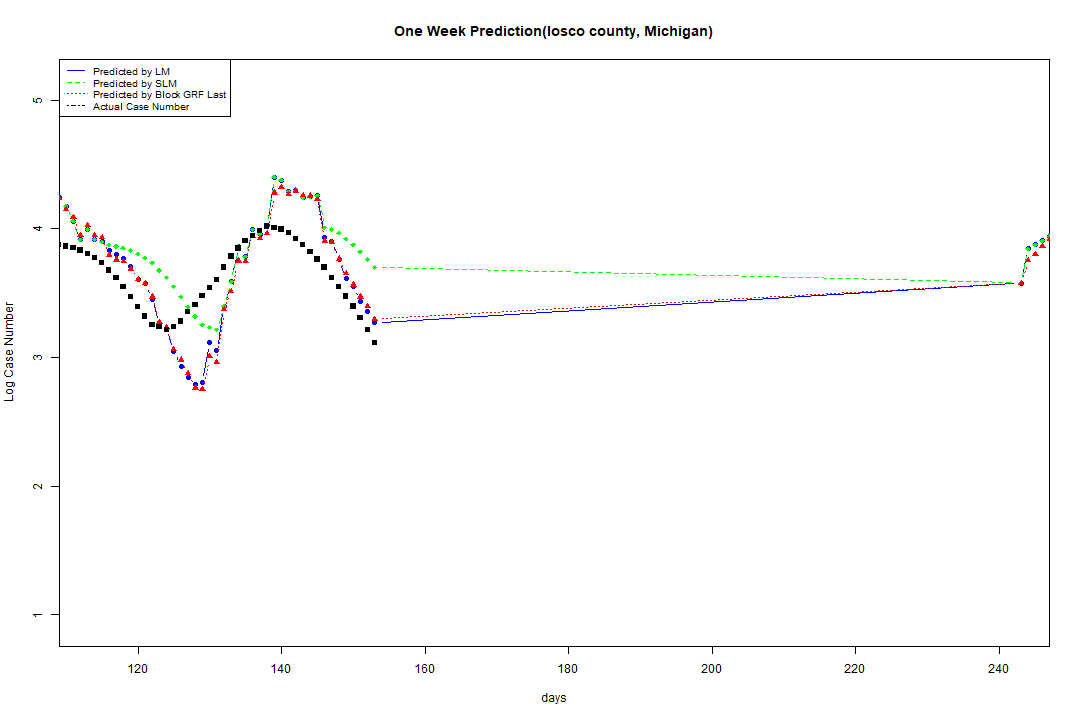 One Week Prediction(Iosco county, Michigan)
Predicted by LM
Predicted by SLM
Predicted by Block GRF Last
Actual Case Number
5
4
3
2
1
Log Case Number
120 140 160 180 200 220 240
days